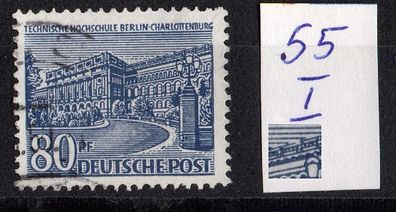 TECHNISCHE HOCHSCHULE BERLIN-CHARLOTTENBURG
80 PF
DEUTSCHE POST
55
I